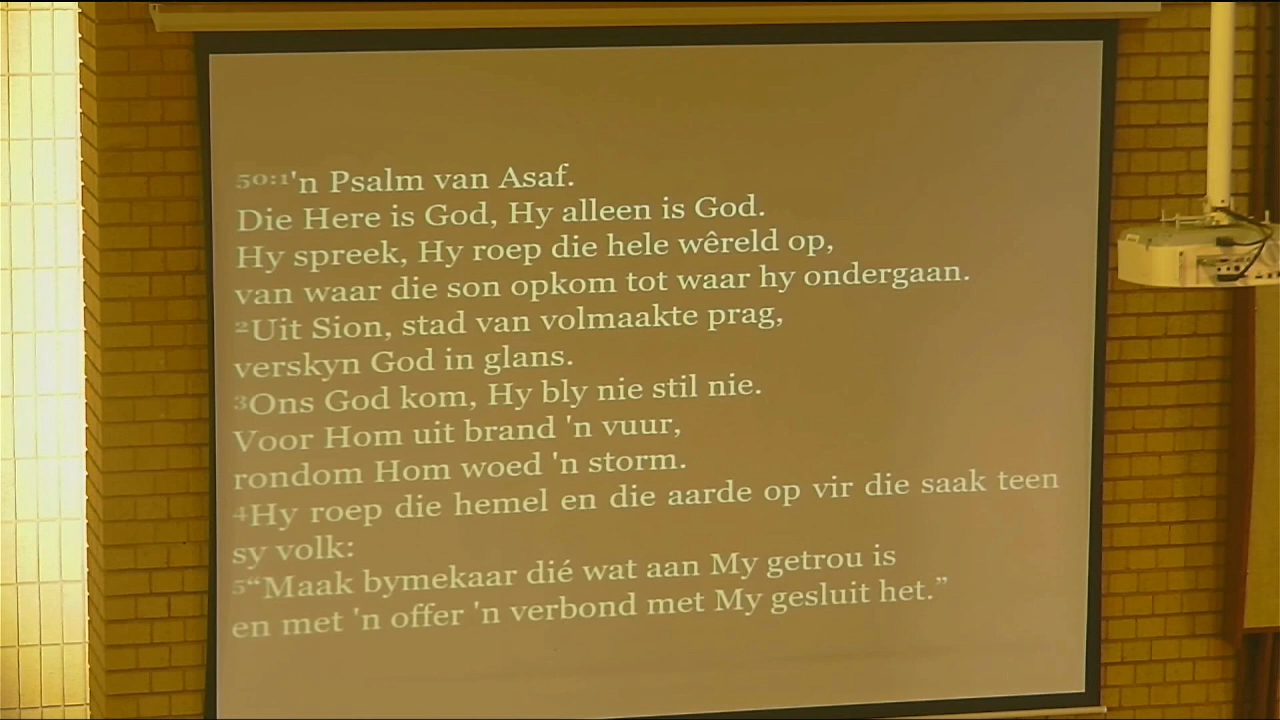 50:1'n Psalm van Asaf.
Die Here is God, Hy alleen is God.
Hy spreek, Hy roep die hele wêreld op,
van waar die son opkom tot waar hy ondergaan.
2Uit Sion, stad van volmaakte prag,
verskyn God in glans.
3Ons God kom, Hy bly nie stil nie.
Voor Hom uit brand 'n vuur,
rondom Hom woed 'n storm.
4Hy roep die hemel en die aarde op vir die saak teen
sy volk:
5“Maak bymekaar dié wat aan My getrou is
en met 'n offer 'n verbond met My gesluit het.”